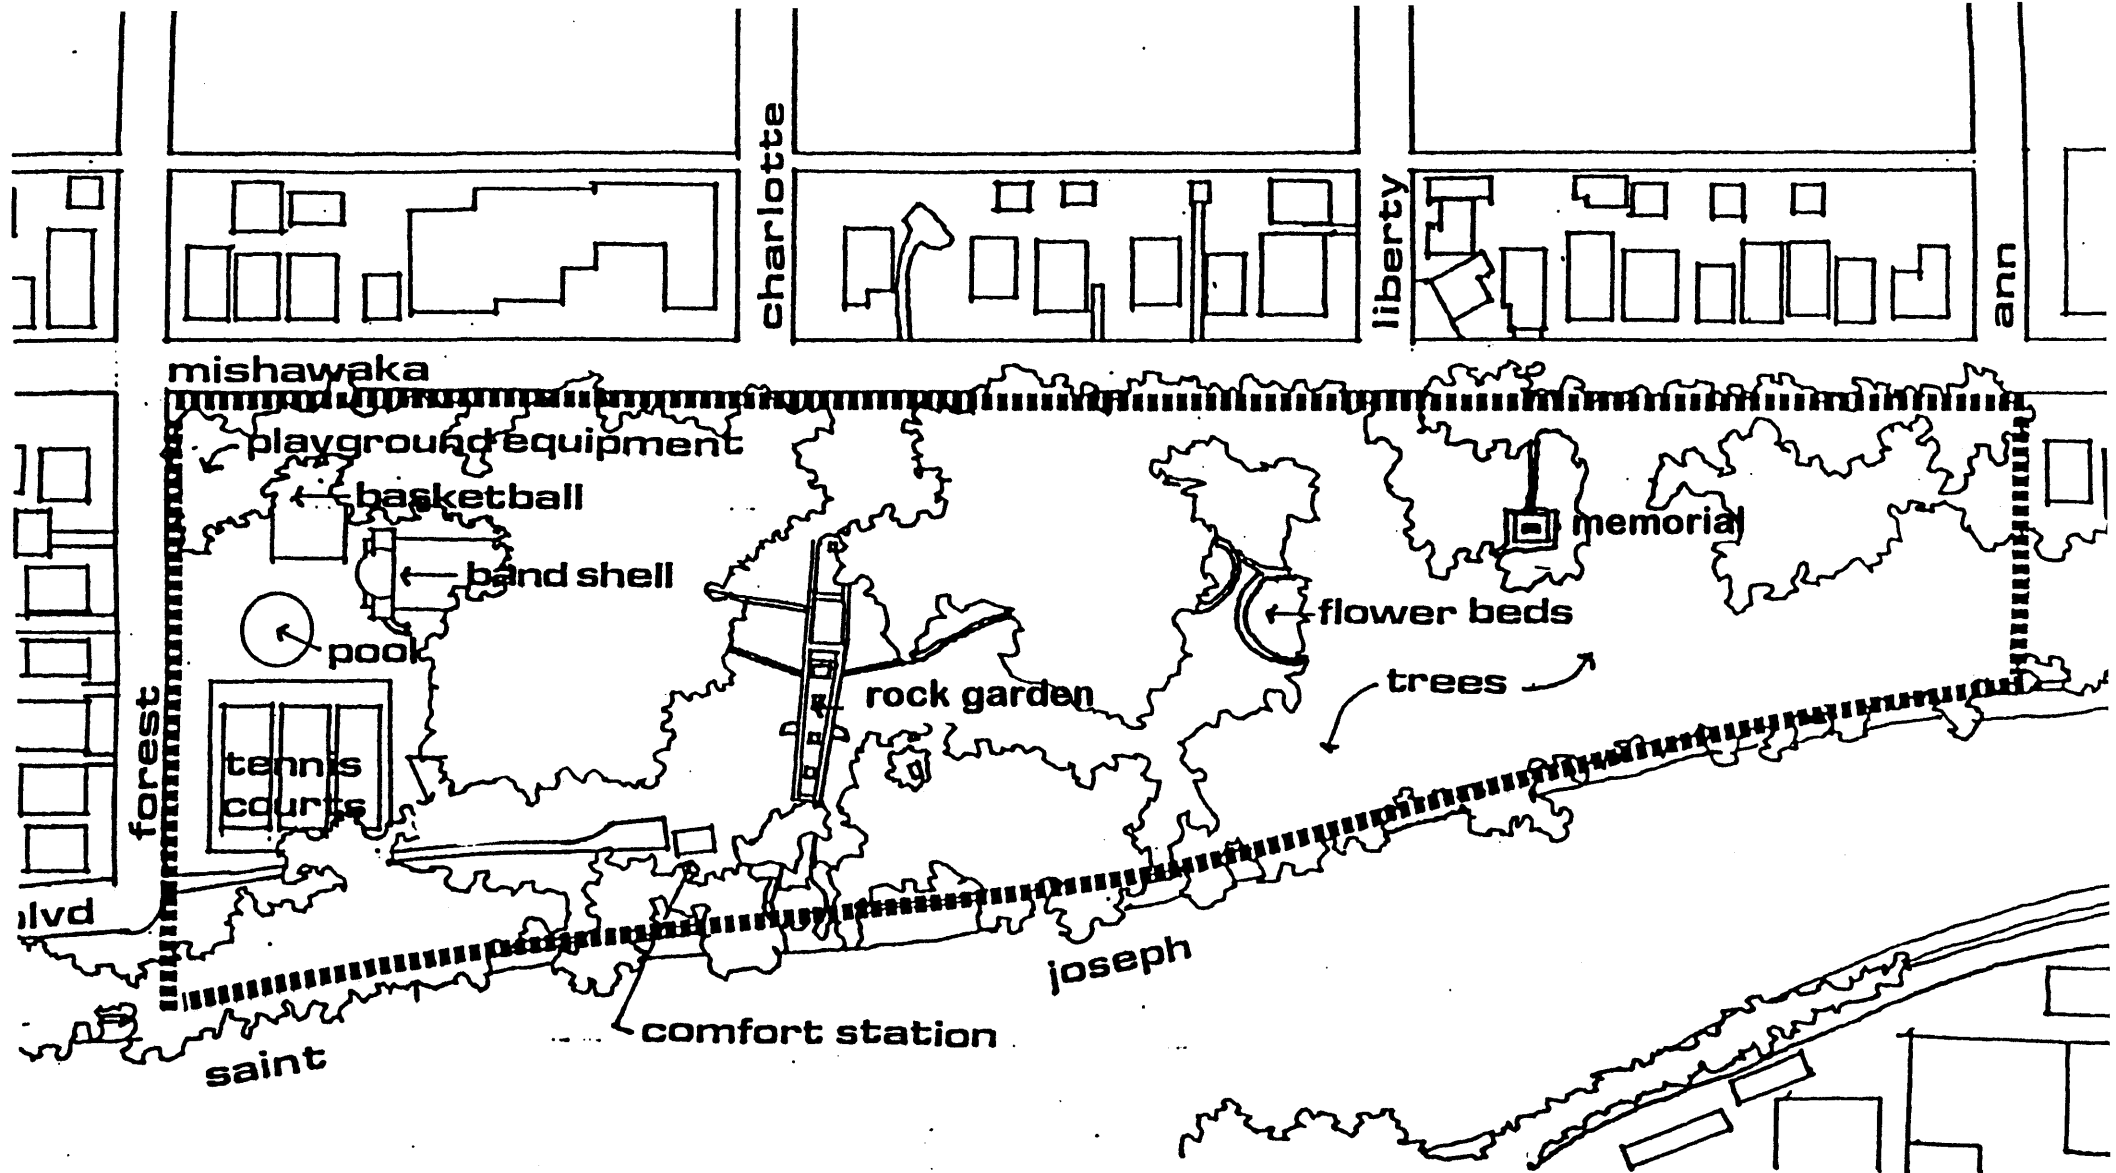 charlotte
liberty
ann
mishawaka
playground equipment
basketball
memorial
band shell
flower beds
pool
trees
rock garden
forest
tennis
courts
blvd
joseph
comfort station
saint